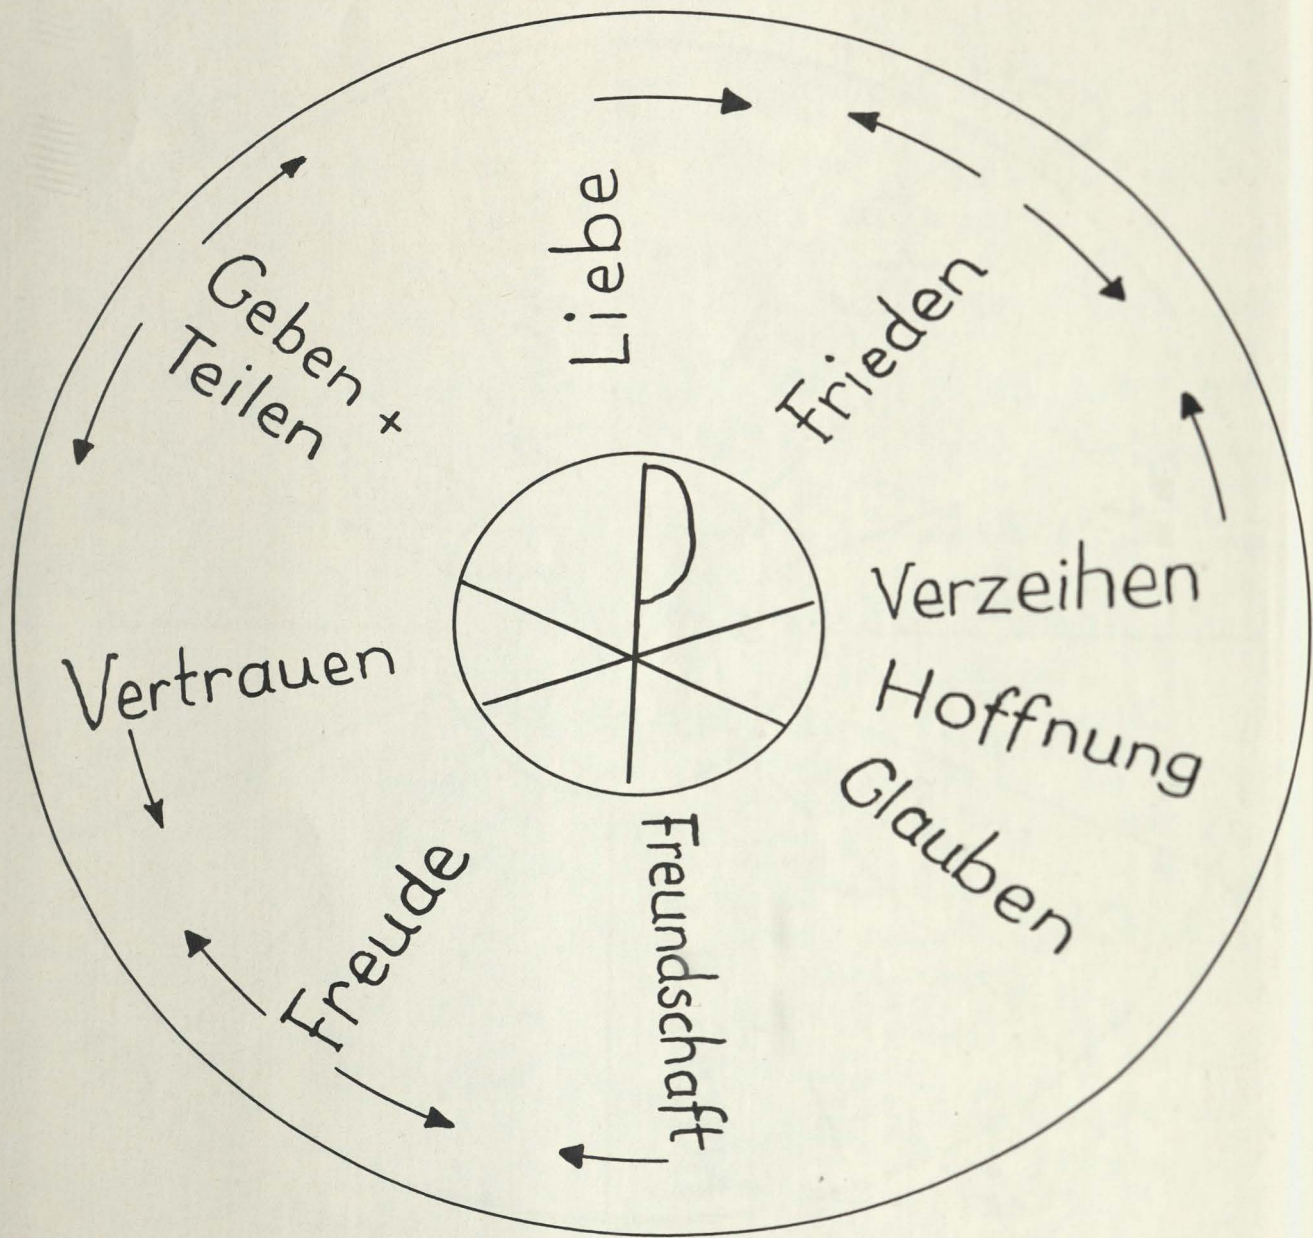 Liebe
Frieden
Verzeihen
Hoffnung
Glauben
Freundschaft
Freude
Vertrauen
Geben +
Teilen